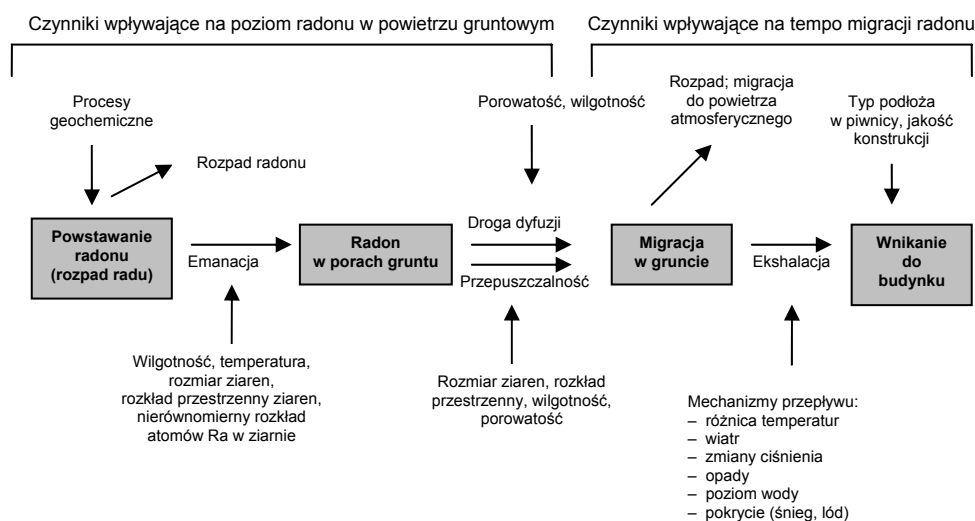 Czynniki wpływające na poziom radonu w powietrzu gruntowym
Czynniki wpływające na tempo migracji radonu
Procesy
geochemiczne
Rozpad radonu
Porowatość, wilgotność
Rozpad; migracja
do powietrza
atmosferycznego
Typ podłoża
w piwnicy, jakość
konstrukcji
Powstawanie
radonu
(rozpad radu)
Emanacja
Radon
w porach gruntu
Droga dyfuzji
Przepuszczalność
Migracja
w gruncie
Ekshalacja
Wnikanie
do
budynku
Wilgotność, temperatura,
rozmiar ziaren,
rozkład przestrzenny ziaren,
nierównomierny rozkład
atomów Ra w ziarnie
Rozmiar ziaren, rozkład
przestrzenny, wilgotność,
porowatość
Mechanizmy przepływu:
– różnica temperatur
– wiatr
– zmiany ciśnienia
– opady
– poziom wody
– pokrycie (śnieg, lód)